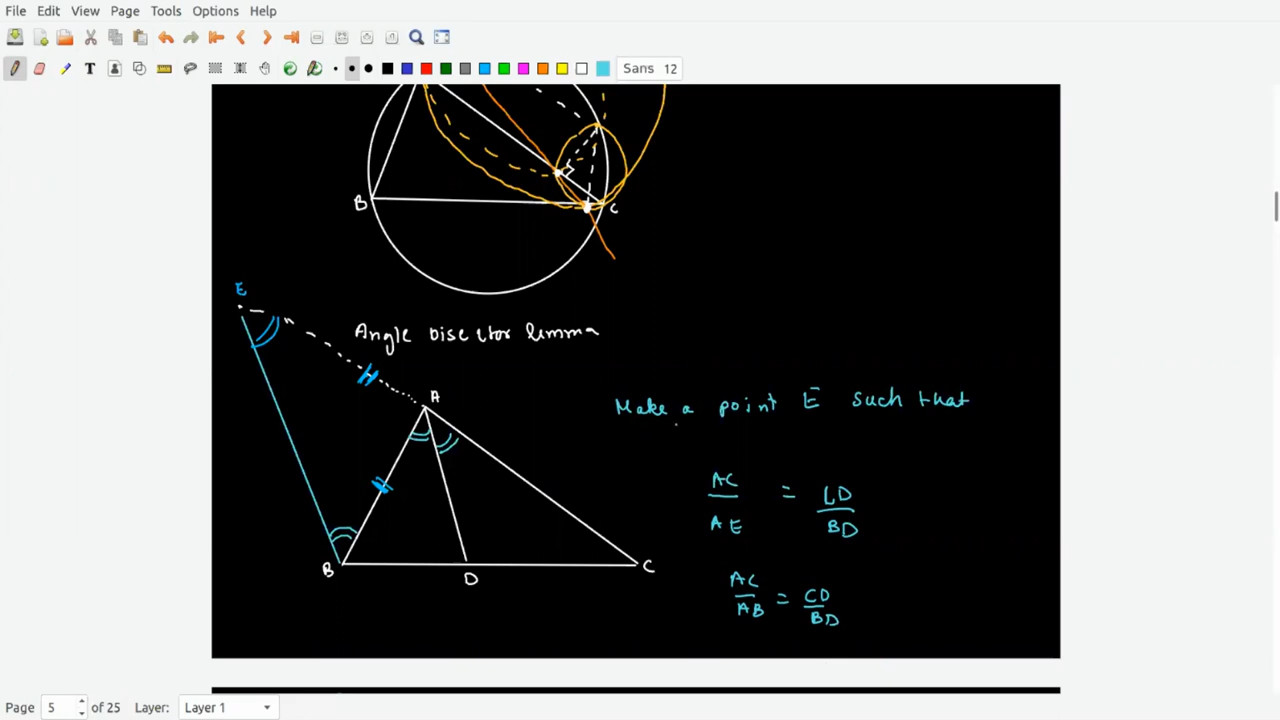 File Edit View Page Tools Options Help
T Sans 12
B C
E
Angle bisector lemma
A
Make a point E such that
AC = LD
AE BD
B D C
AC = CD
AB BD
Page 5 of 25 Layer: Layer 1